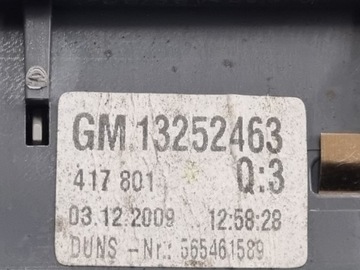 GM 13252463
417 801 Q:3
03.12.2009 12:58:28
DUNS -Nr.: 565461589